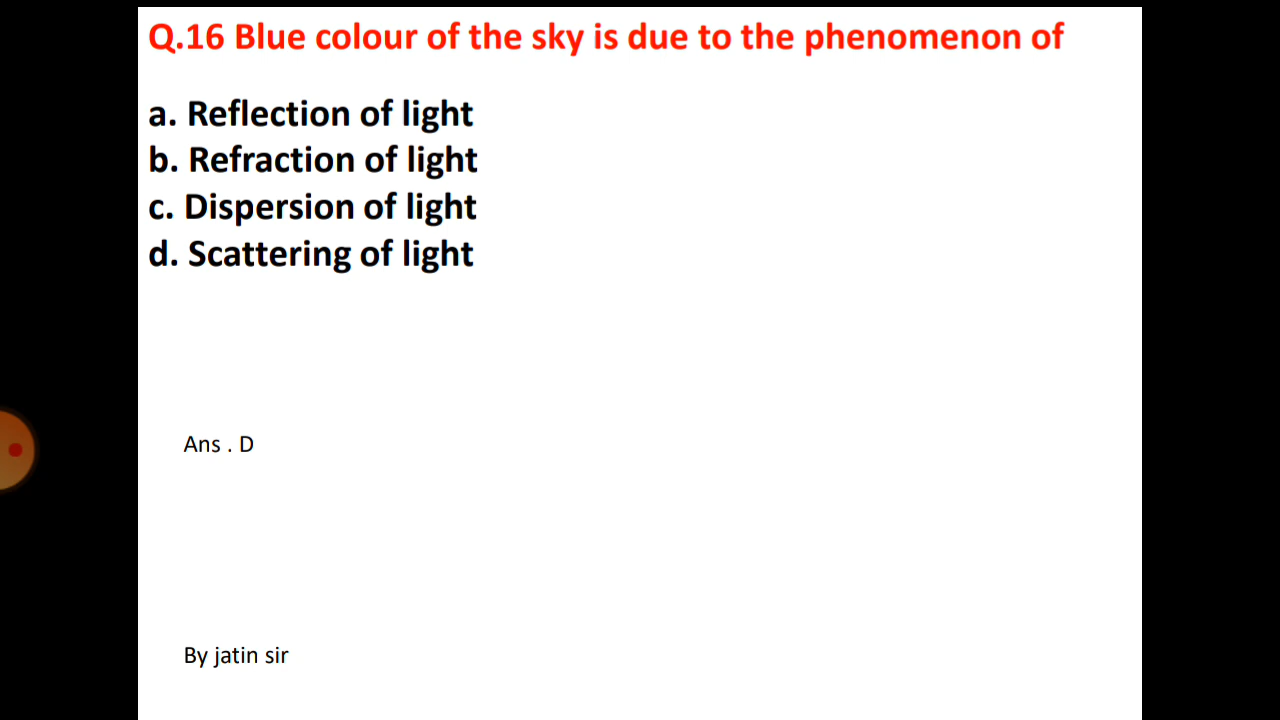 Q.16 Blue colour of the sky is due to the phenomenon of
a. Reflection of light
b. Refraction of light
c. Dispersion of light
d. Scattering of light
Ans . D
By jatin sir